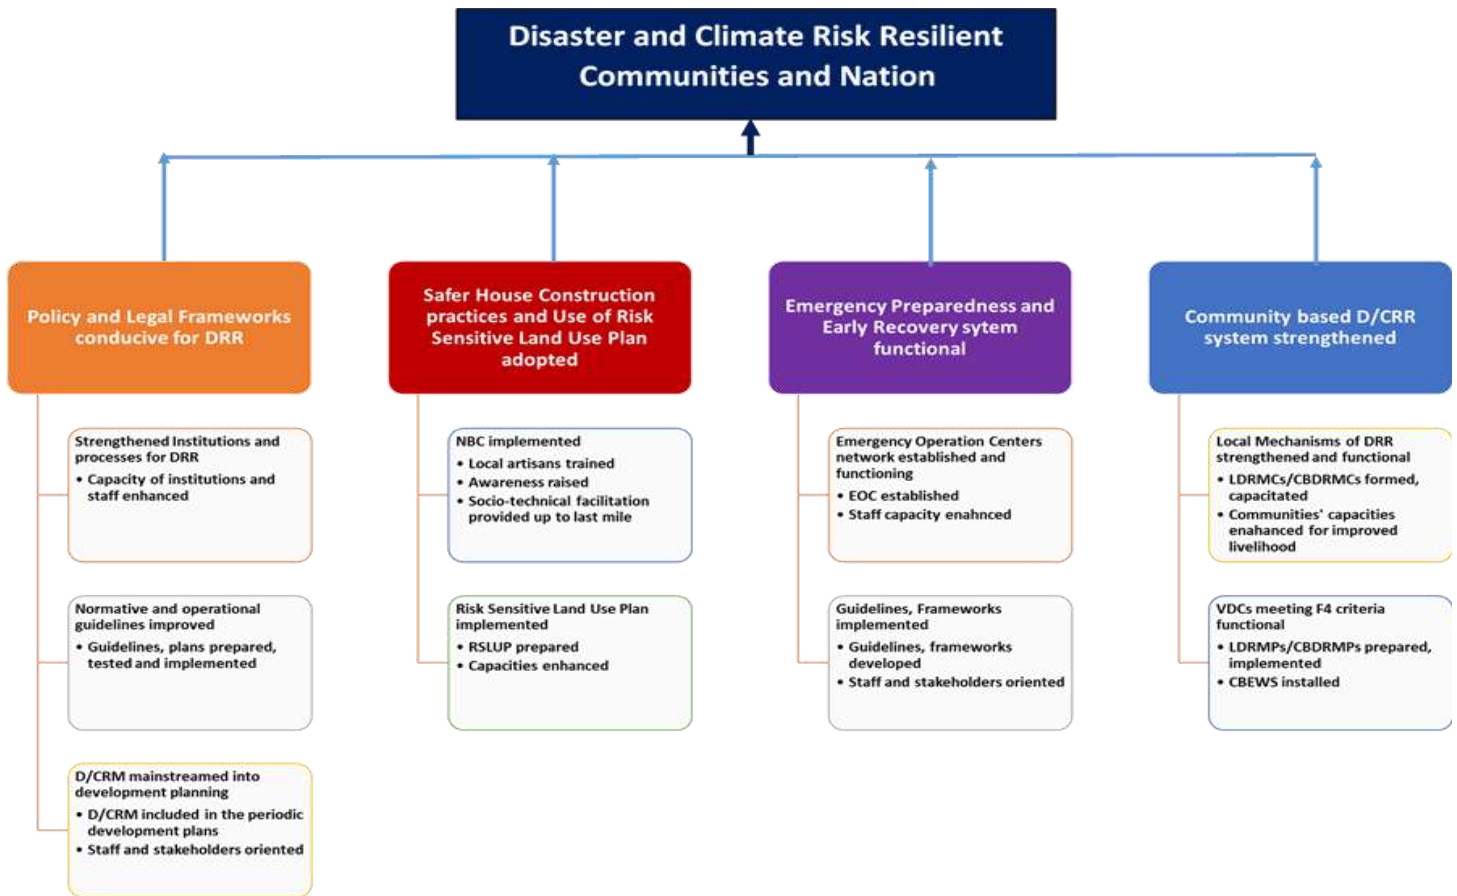 Disaster and Climate Risk Resilient
Communities and Nation
Policy and Legal Frameworks
conducive for DRR
Strengthened Institutions and
processes for DRR
• Capacity of institutions and
staff enhanced
Normative and operational
guidelines improved
• Guidelines, plans prepared,
tested and implemented
D/CRM mainstreamed into
development planning
• D/CRM included in the periodic
development plans
• Staff and stakeholders oriented
Safer House Construction
practices and Use of Risk
Sensitive Land Use Plan
adopted
NBC implemented
• Local artisans trained
• Awareness raised
• Socio-technical facilitation
provided up to last mile
Risk Sensitive Land Use Plan
implemented
• RSLUP prepared
• Capacities enhanced
Emergency Preparedness and
Early Recovery sytem
functional
Emergency Operation Centers
network established and
functioning
• EOC established
• Staff capacity enahnced
Guidelines, Frameworks
implemented
• Guidelines, frameworks
developed
• Staff and stakeholders oriented
Community based D/CRR
system strengthened
Local Mechanisms of DRR
strengthened and functional
• LDRMCs/CBDRMCs formed,
capacitated
• Communities' capacities
enahanced for improved
livelihood
VDCs meeting F4 criteria
functional
• LDRMPs/CBDRMPs prepared,
implemented
• CBEWS installed